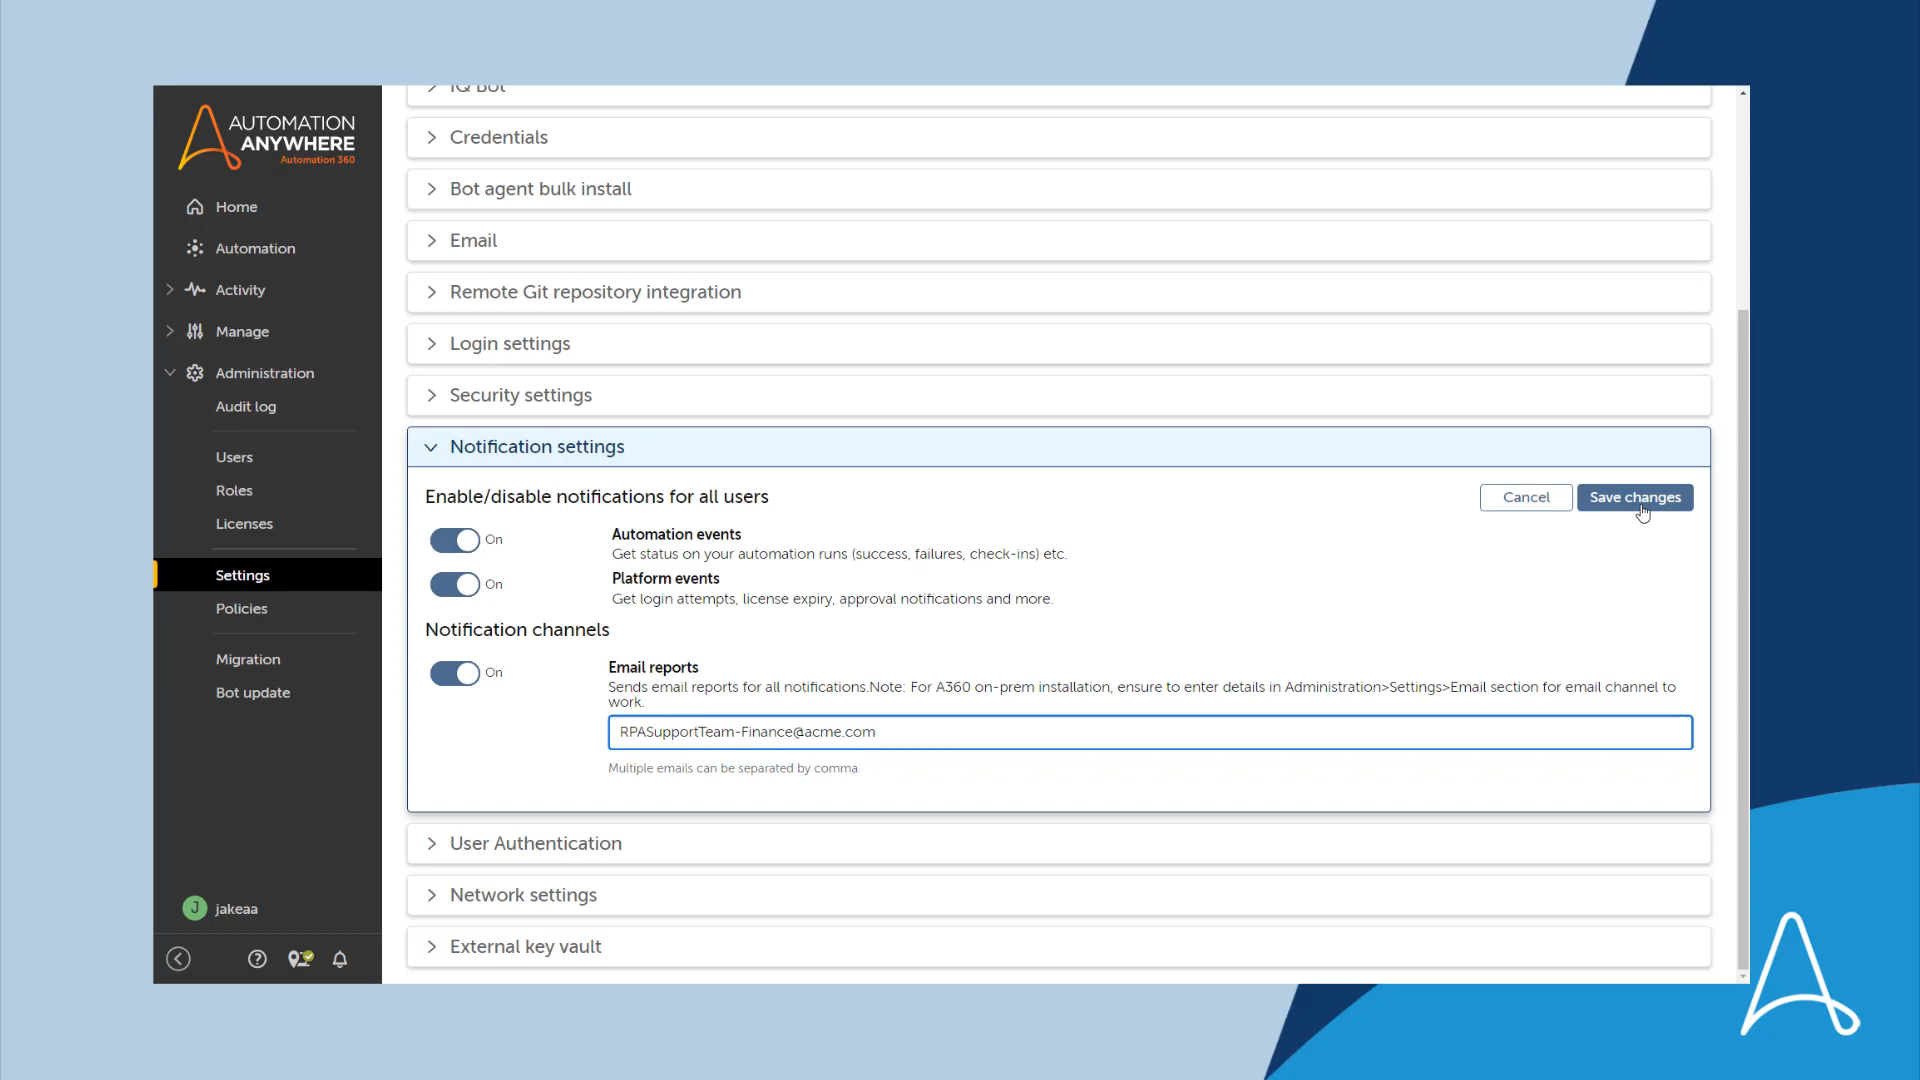 AUTOMATION
ANYWHERE
Automation 360
Home
Automation
Activity
Manage
Administration
Audit log
Users
Roles
Licenses
Settings
Policies
Migration
Bot update
J jakeaa
IQ Bot
Credentials
Bot agent bulk install
Email
Remote Git repository integration
Login settings
Security settings
Notification settings
Enable/disable notifications for all users
Cancel
Save changes
On
Automation events
Get status on your automation runs (success, failures, check-ins) etc.
On
Platform events
Get login attempts, license expiry, approval notifications and more.
Notification channels
On
Email reports
Sends email reports for all notifications.Note: For A360 on-prem installation, ensure to enter details in Administration>Settings>Email section for email channel to
work.
RPASupportTeam-Finance@acme.com
Multiple emails can be separated by comma.
User Authentication
Network settings
External key vault